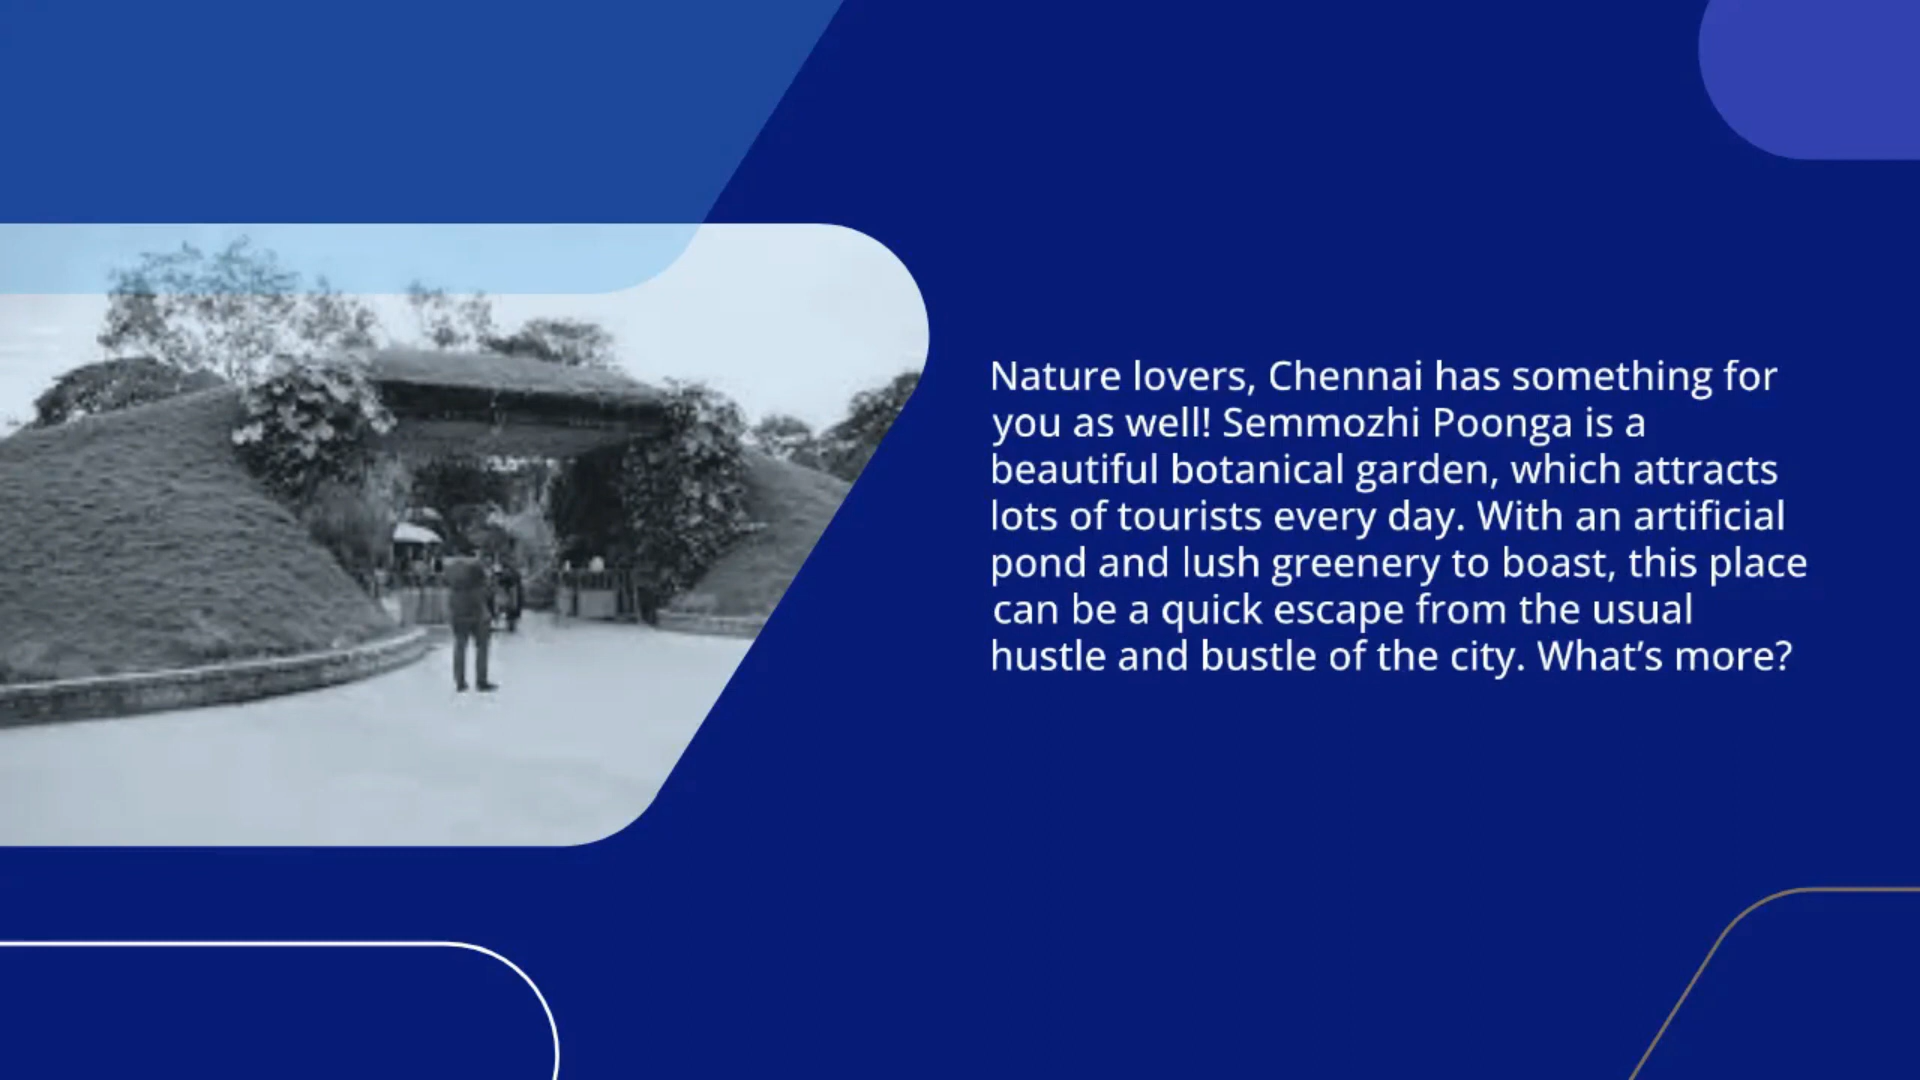 Nature lovers, Chennai has something for
you as well! Semmozhi Poonga is a
beautiful botanical garden, which attracts
lots of tourists every day. With an artificial
pond and lush greenery to boast, this place
can be a quick escape from the usual
hustle and bustle of the city. What’s more?